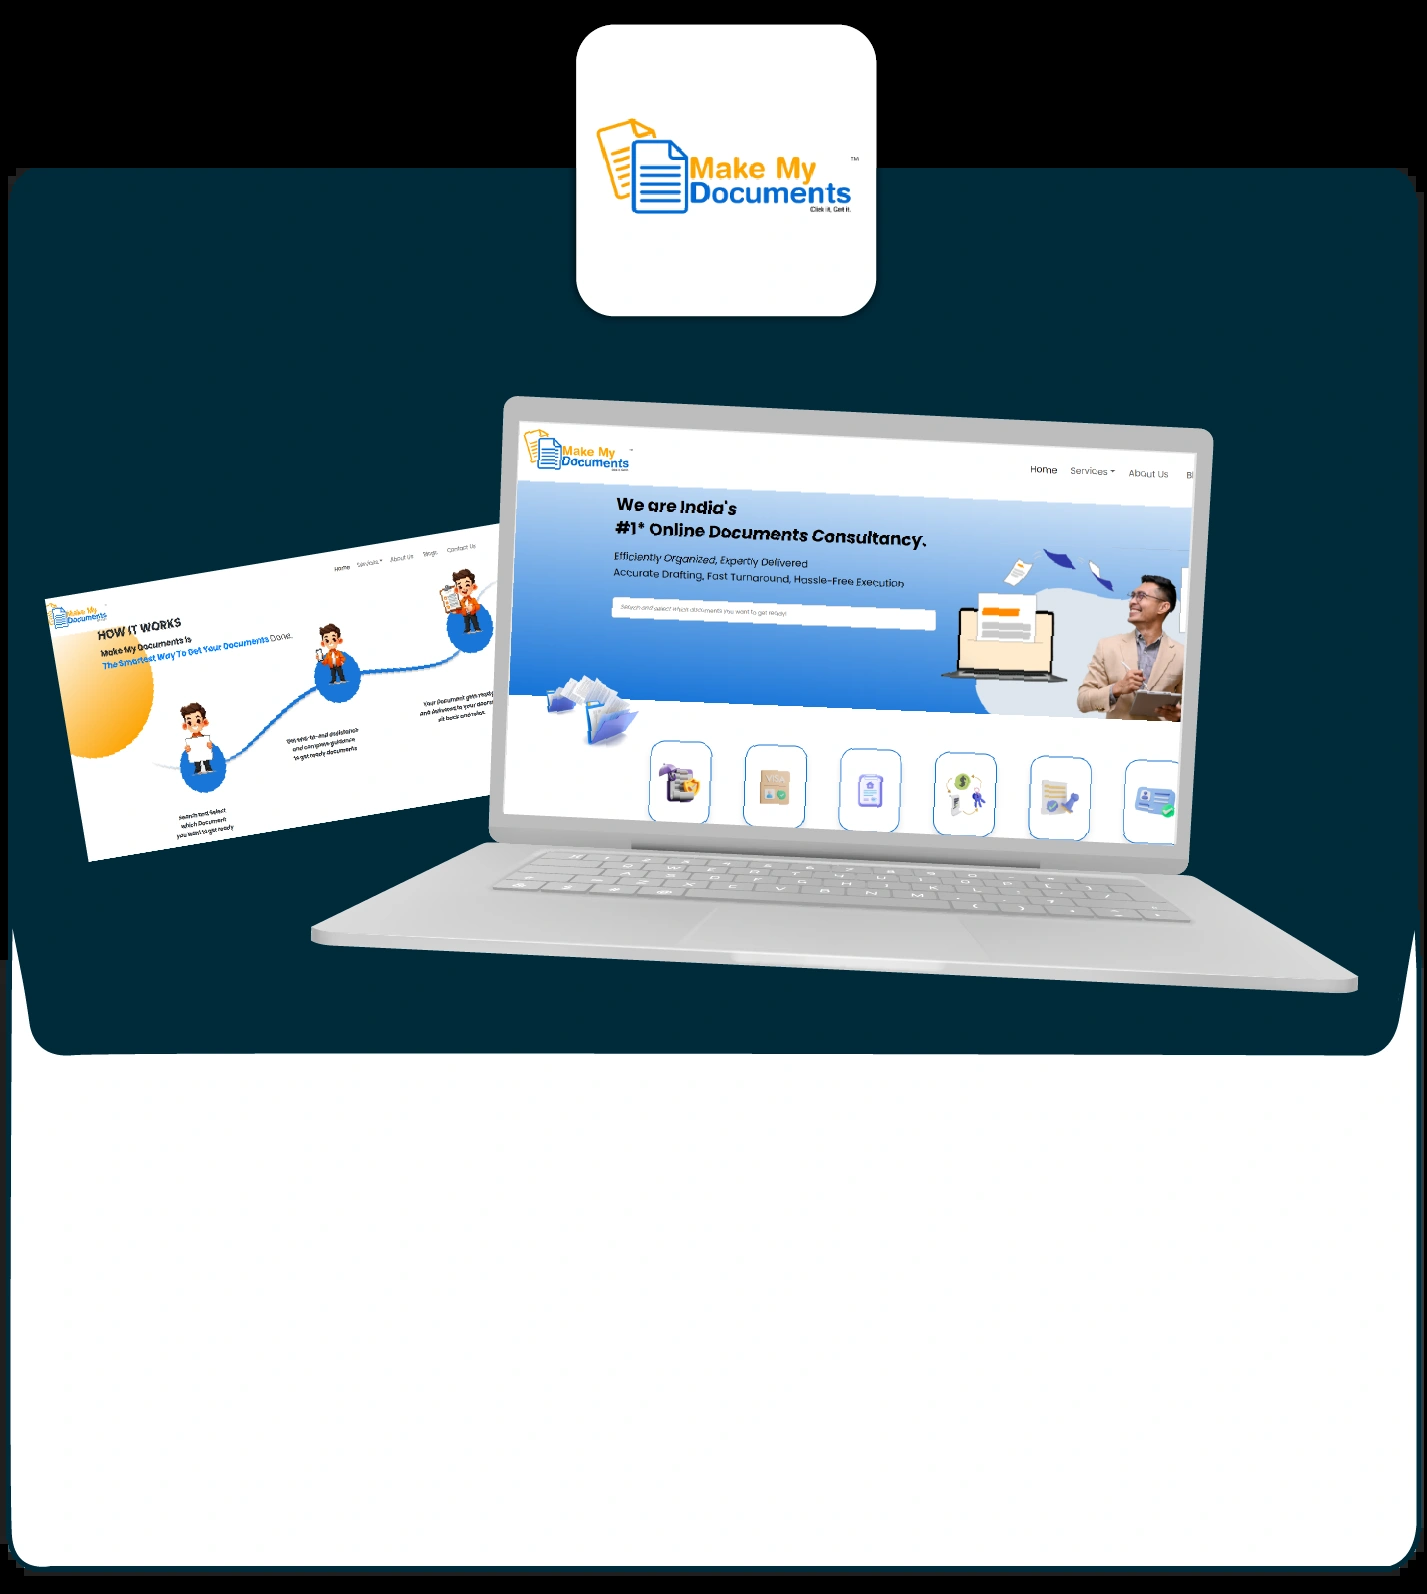 Make My
™
Documents
Click it, Get it.
Make My
Documents
Home
Services
About Us
We are India's
#1* Online Documents Consultancy.
Efficiently Organized, Expertly Delivered
Accurate Drafting, Fast Turnaround, Hassle-Free Execution
Search and select which documents you want to get ready!
VISA
Home
Services
About Us
Blogs
Contact Us
Make My
Documents
HOW IT WORKS
Make My Documents Is
The Smartest Way To Get Your Documents Done.
Search and Select
which Document
you want to get ready
Get end-to-end assistance
and complete guidance
to get ready documents
Your Document gets ready
and delivered to your
sit back and relax.